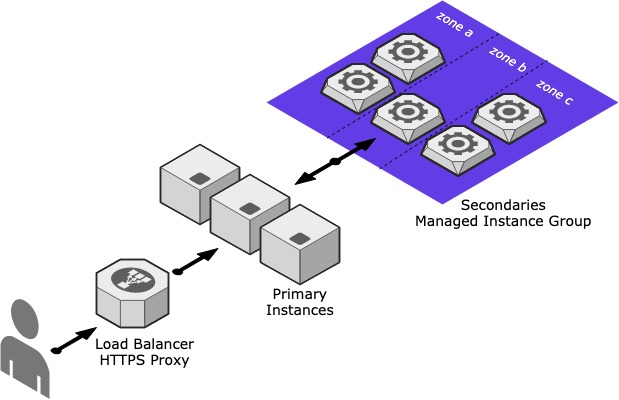 zone a
zone b
zone c
Secondaries
Managed Instance Group
Primary
Instances
Load Balancer
HTTPS Proxy